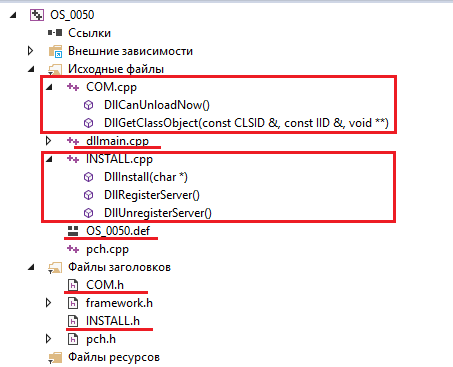 OS_0050
Ссылки
Внешние зависимости
Исходные файлы
COM.cpp
DllCanUnloadNow()
DllGetClassObject(const CLSID &, const IID &, void **)
dllmain.cpp
INSTALL.cpp
DllInstall(char *)
DllRegisterServer()
DllUnregisterServer()
OS_0050.def
pch.cpp
Файлы заголовков
COM.h
framework.h
INSTALL.h
pch.h
Файлы ресурсов